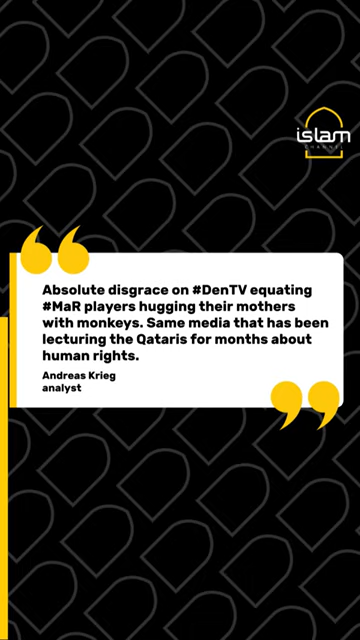 islam
CHANNEL
Absolute disgrace on #DenTV equating
#MaR players hugging their mothers
with monkeys. Same media that has been
lecturing the Qataris for months about
human rights.
Andreas Krieg
analyst